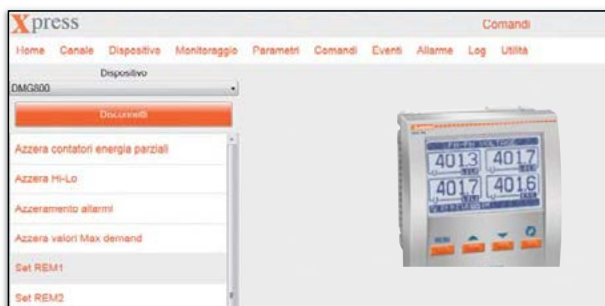 Xpress
Comandi
Home Canale Dispositivo Monitoraggio Parametri Comandi Eventi Allarme Log Utilità
Dispositivo
DMG800
Disconnetti
Azzera contatori energia parziali
Azzera Hi-Lo
Azzeramento allarmi
Azzera valori Max demand
Set REM1
Set REM2
401.3 401.7
401.7 401.6
MENU